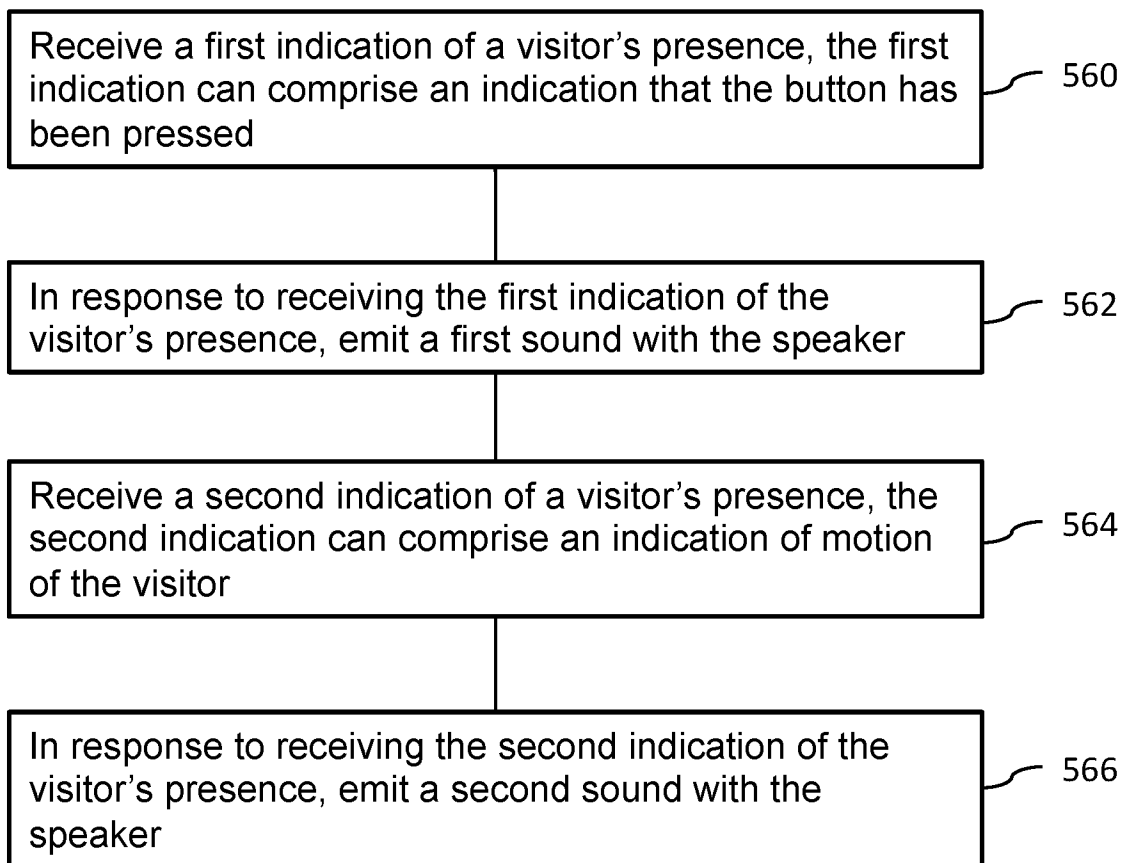 Receive a first indication of a visitor’s presence, the first
indication can comprise an indication that the button has
been pressed
560
In response to receiving the first indication of the
visitor’s presence, emit a first sound with the speaker
562
Receive a second indication of a visitor’s presence, the
second indication can comprise an indication of motion
of the visitor
564
In response to receiving the second indication of the
visitor’s presence, emit a second sound with the
speaker
566